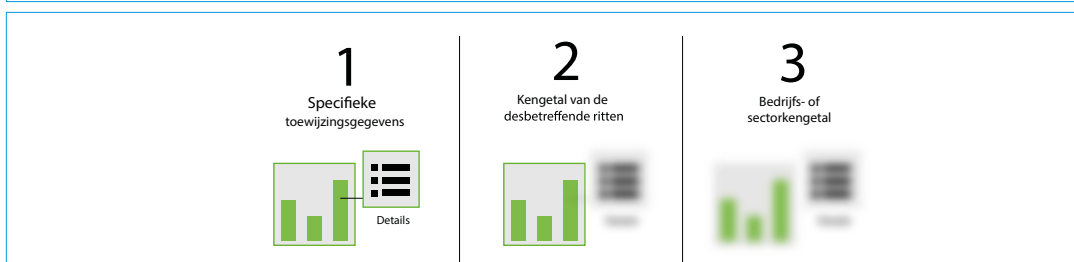 1
Specifieke
toewijzingsgegevens
Details
2
Kengetal van de
desbetreffende ritten
3
Bedrijfs- of
sectorkengetal